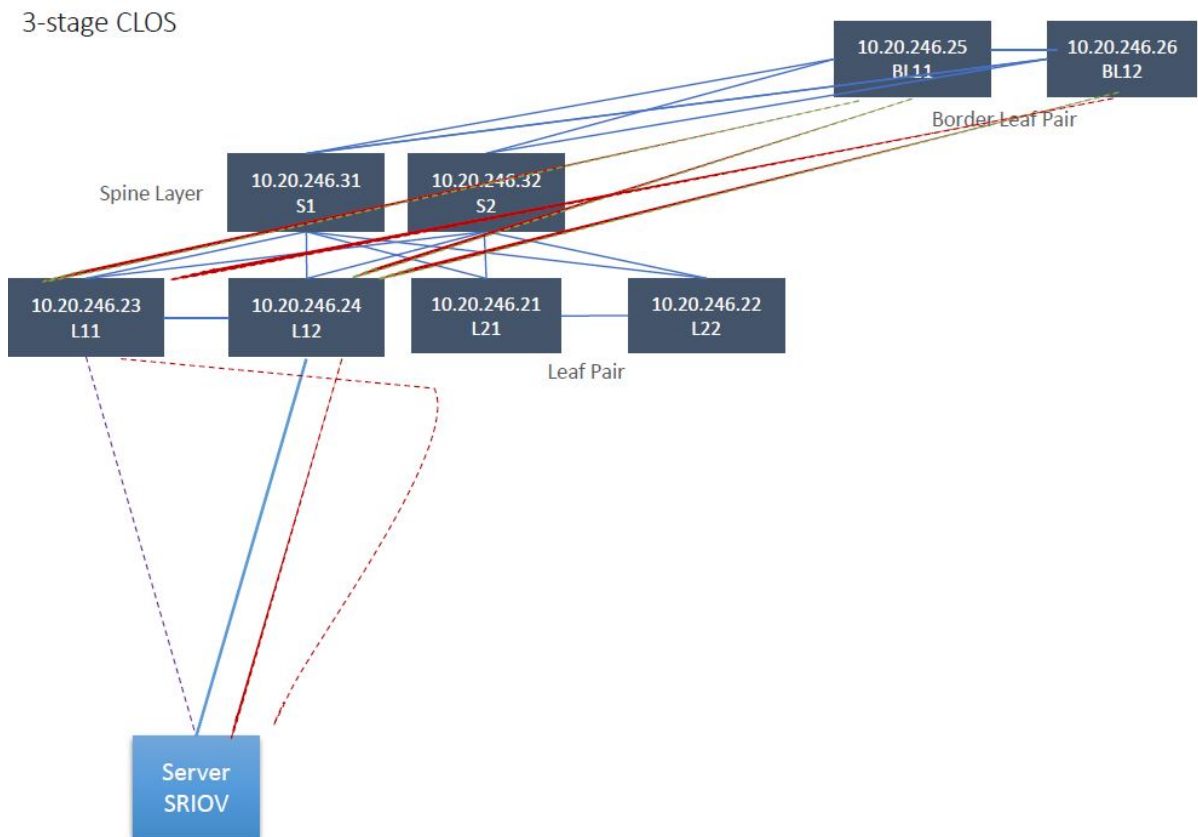 3-stage CLOS
10.20.246.25
BL11
10.20.246.26
BL12
Border Leaf Pair
Spine Layer
10.20.246.31
S1
10.20.246.32
S2
10.20.246.23
L11
10.20.246.24
L12
10.20.246.21
L21
10.20.246.22
L22
Leaf Pair
Server
SRIOV